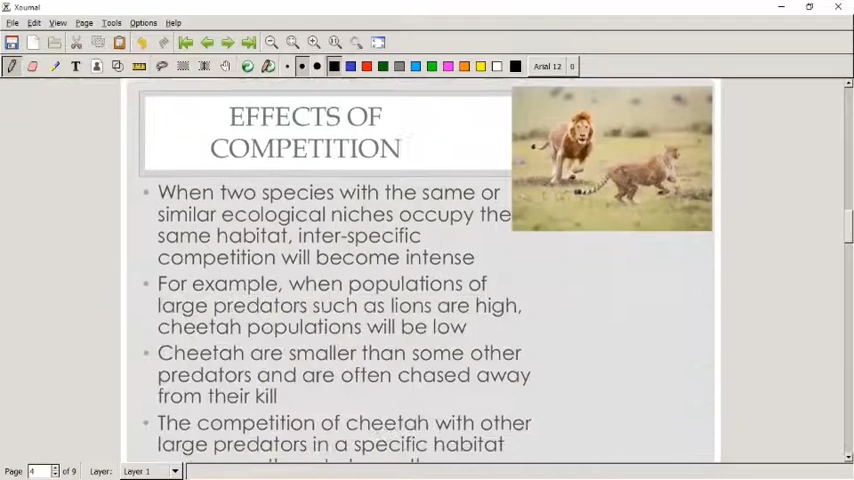 Xournal
File Edit View Page Tools Options Help
Arial 12 0
EFFECTS OF
COMPETITION
• When two species with the same or
similar ecological niches occupy the
same habitat, inter-specific
competition will become intense
• For example, when populations of
large predators such as lions are high,
cheetah populations will be low
• Cheetah are smaller than some other
predators and are often chased away
from their kill
• The competition of cheetah with other
large predators in a specific habitat
Page 4 of 9 Layer: Layer 1